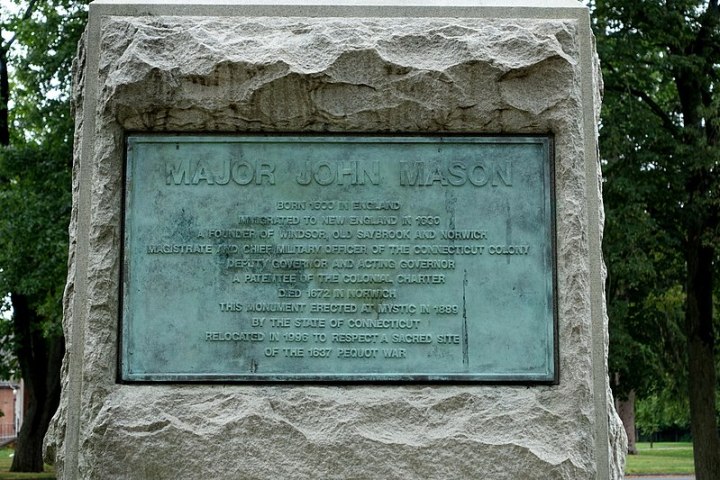 MAJOR JOHN MASON
BORN 1600 IN ENGLAND
IMMIGRATED TO NEW ENGLAND IN 1630
A FOUNDER OF WINDSOR, OLD SAYBROOK AND NORWICH
MAGISTRATE AND CHIEF MILITARY OFFICER OF THE CONNECTICUT COLONY
DEPUTY GOVERNOR AND ACTING GOVERNOR
A PATENTEE OF THE COLONIAL CHARTER
DIED 1672 IN NORWICH
THIS MONUMENT ERECTED AT MYSTIC IN 1889
BY THE STATE OF CONNECTICUT
RELOCATED IN 1996 TO RESPECT A SACRED SITE
OF THE 1637 PEQUOT WAR